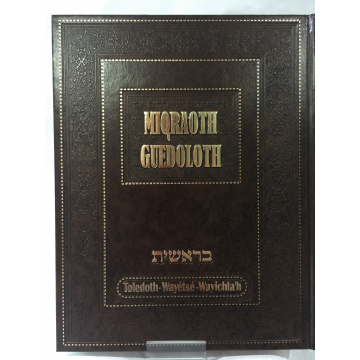 MIQRAOTH
GUEDOLOTH
בראשית
Toledoth-Wayétsé-Wayichla'h